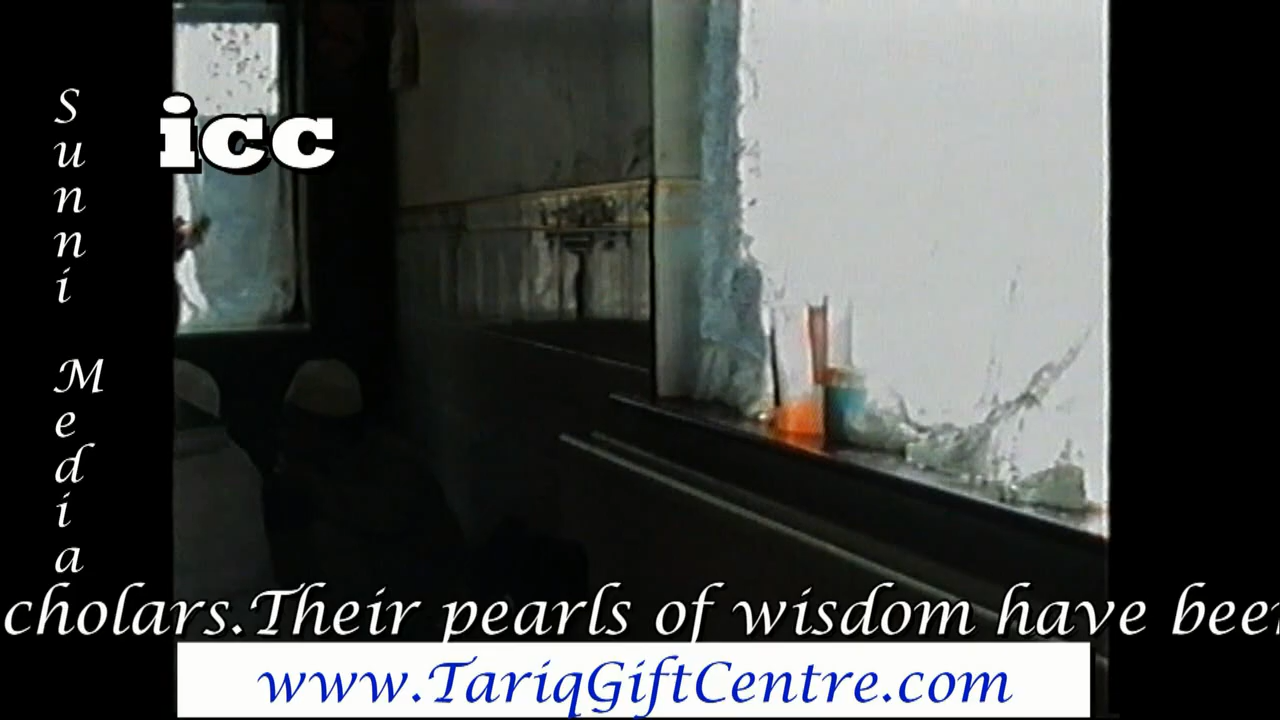 Sunni Media
icc
cholars.Their pearls of wisdom have bee
www.TariqGiftCentre.com